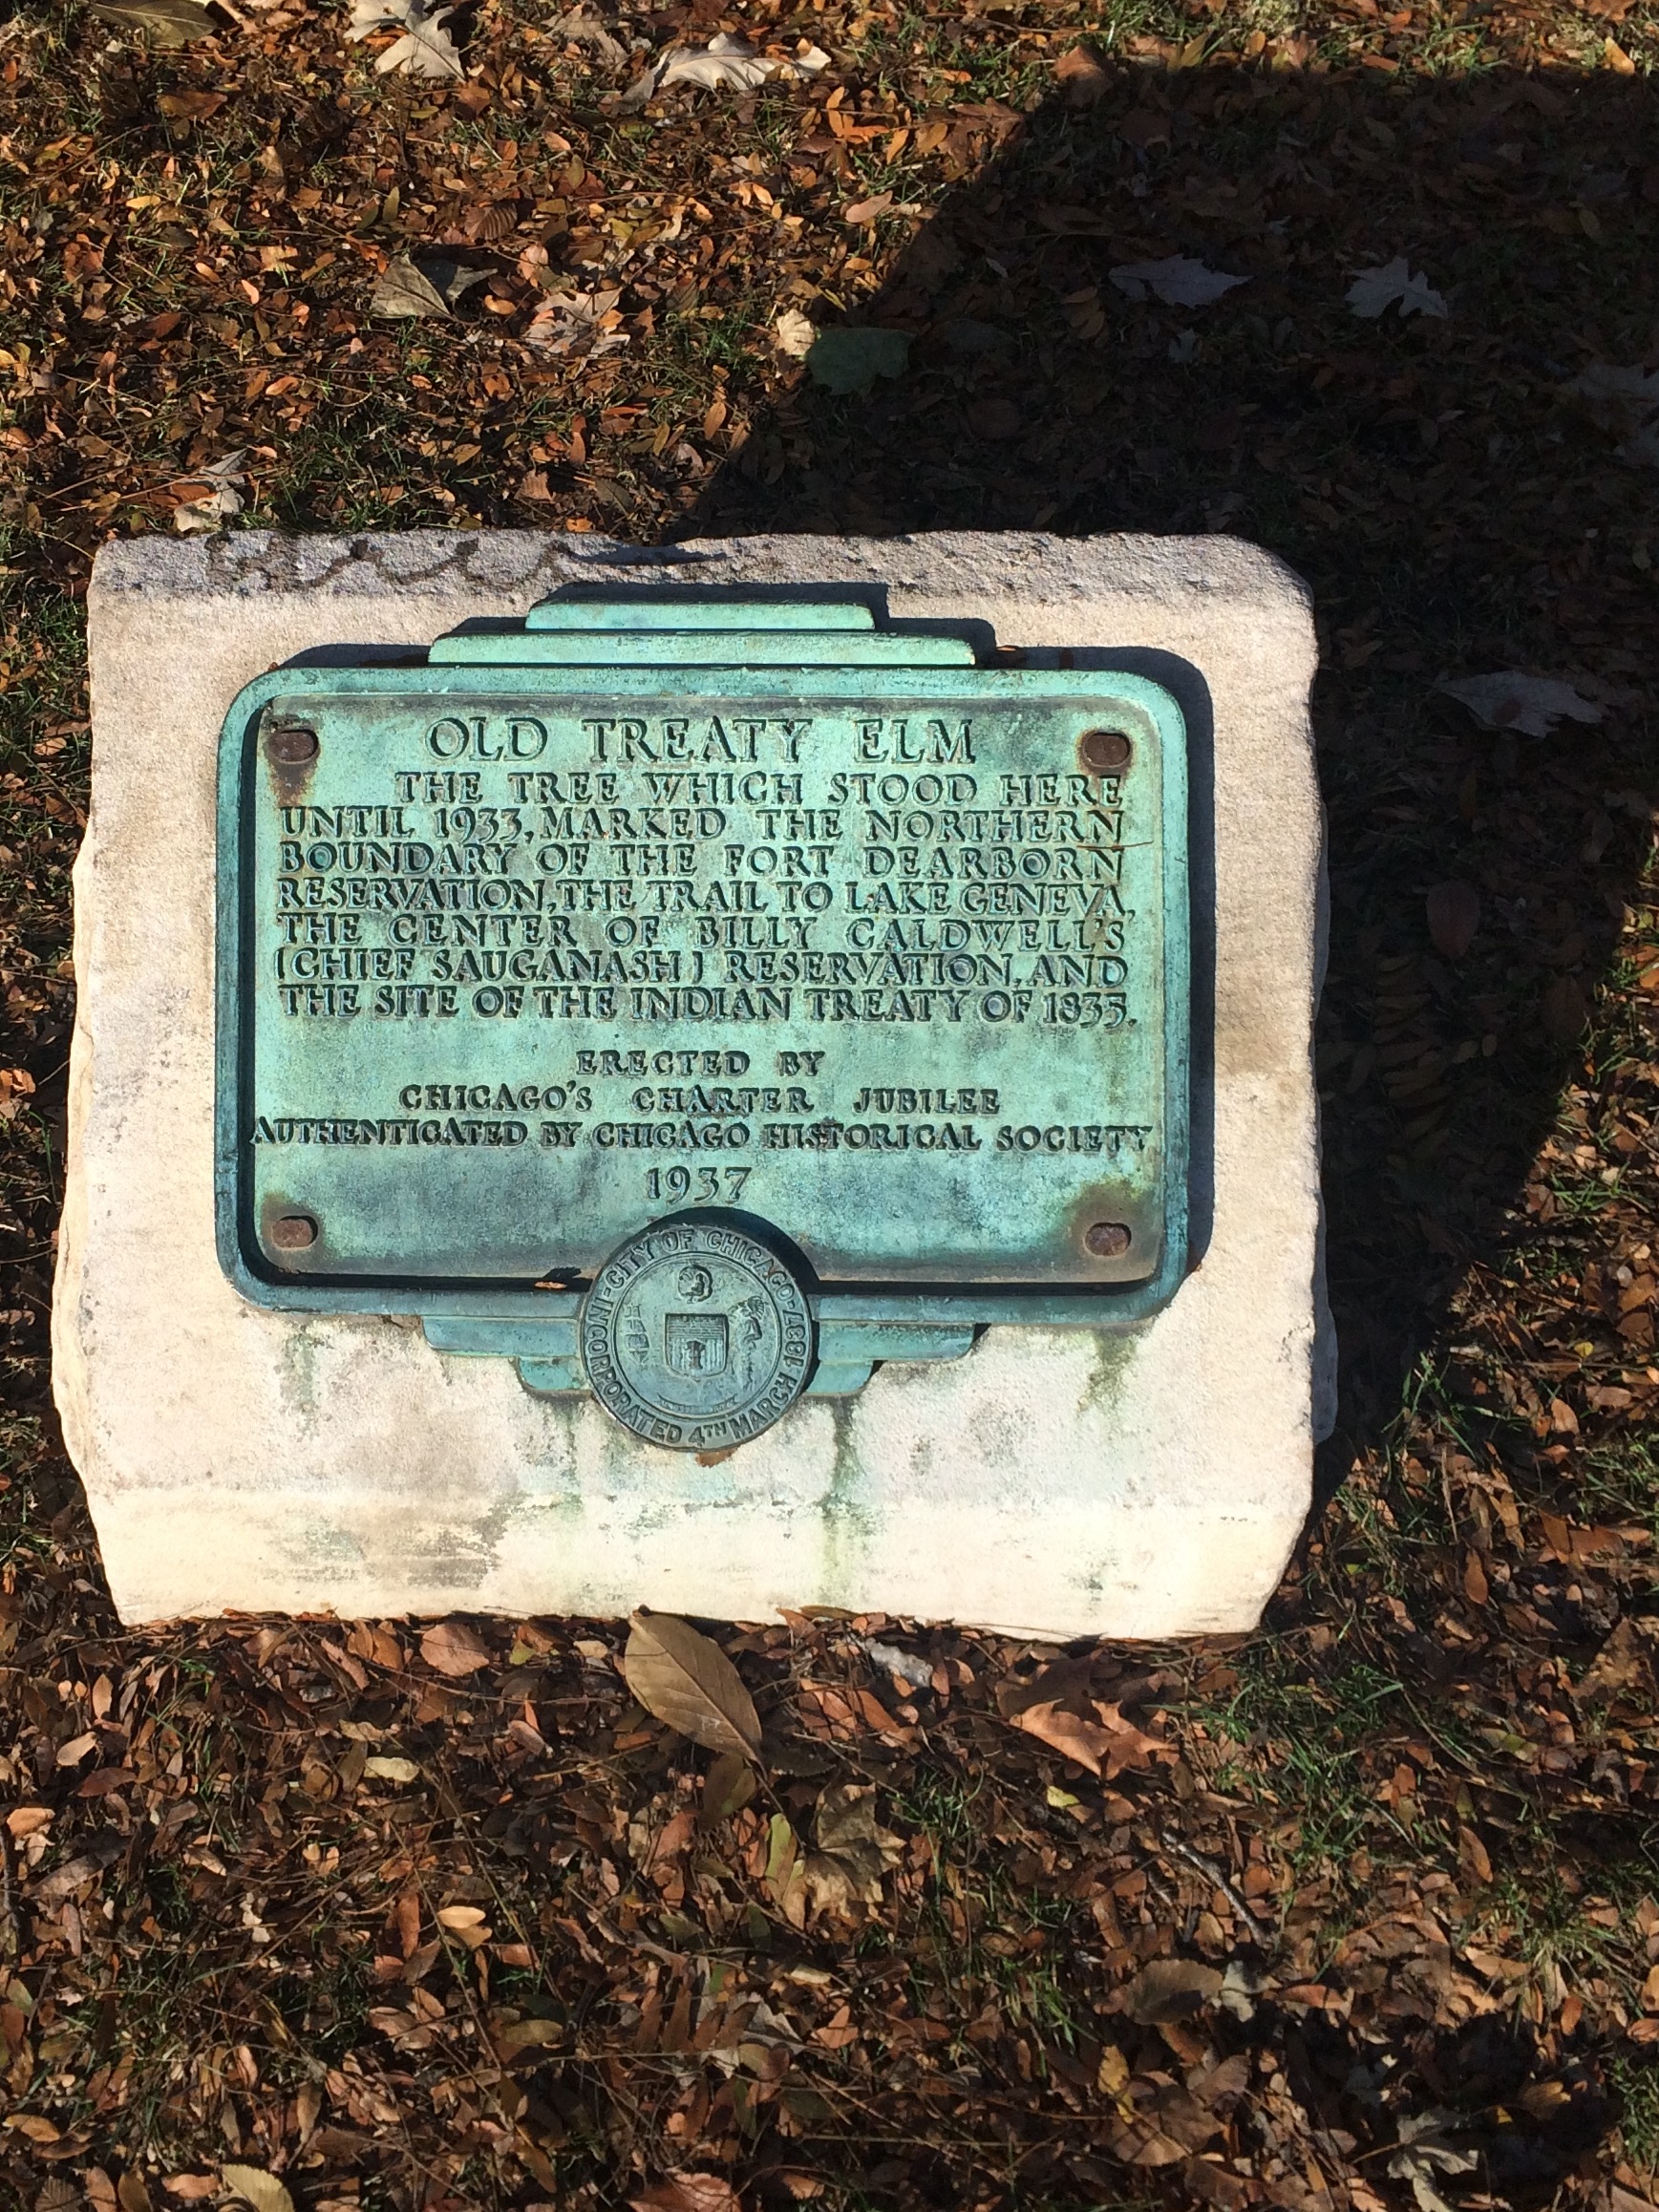 OLD TREATY ELM
THE TREE WHICH STOOD HERE
UNTIL 1933, MARKED THE NORTHERN
BOUNDARY OF THE FORT DEARBORN
RESERVATION, THE TRAIL TO LAKE GENEVA,
THE CENTER OF BILLY CALDWELL'S
(CHIEF SAUGANASH) RESERVATION, AND
THE SITE OF THE INDIAN TREATY OF 1835.
ERECTED BY
CHICAGO'S CHARTER JUBILEE
AUTHENTICATED BY CHICAGO HISTORICAL SOCIETY
1937
CITY OF CHICAGO-INCORPORATED 4TH MARCH 1837-